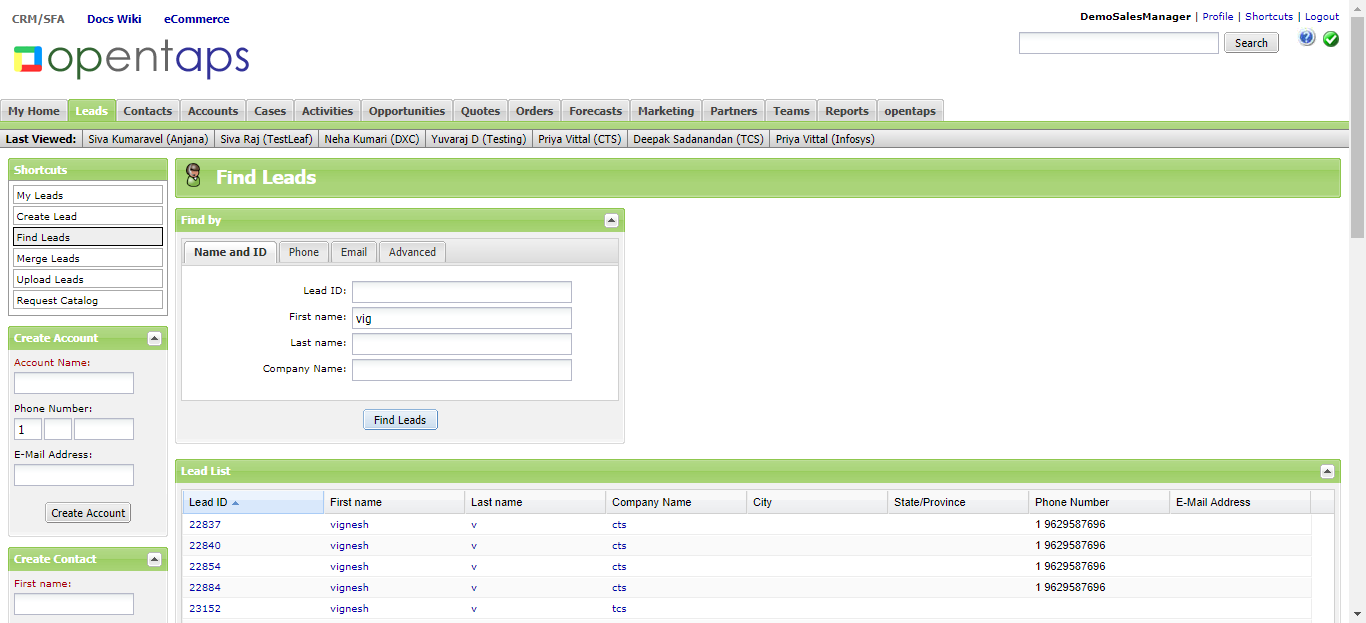 CRM/SFA Docs Wiki eCommerce
DemoSalesManager | Profile | Shortcuts | Logout
opentaps
Search
My Home Leads Contacts Accounts Cases Activities Opportunities Quotes Orders Forecasts Marketing Partners Teams Reports opentaps
Last Viewed: Siva Kumaravel (Anjana) Siva Raj (TestLeaf) Neha Kumari (DXC) Yuvaraj D (Testing) Priya Vittal (CTS) Deepak Sadanandan (TCS) Priya Vittal (Infosys)
Shortcuts
My Leads
Create Lead
Find Leads
Merge Leads
Upload Leads
Request Catalog
Create Account
Account Name:
Phone Number:
1
E-Mail Address:
Create Account
Create Contact
First name:
Find Leads
Find by
Name and ID Phone Email Advanced
Lead ID:
First name: vig
Last name:
Company Name:
Find Leads
Lead List
Lead ID First name Last name Company Name City State/Province Phone Number E-Mail Address
22837 vignesh v cts 1 9629587696
22840 vignesh v cts 1 9629587696
22854 vignesh v cts 1 9629587696
22884 vignesh v cts 1 9629587696
23152 vignesh v tcs